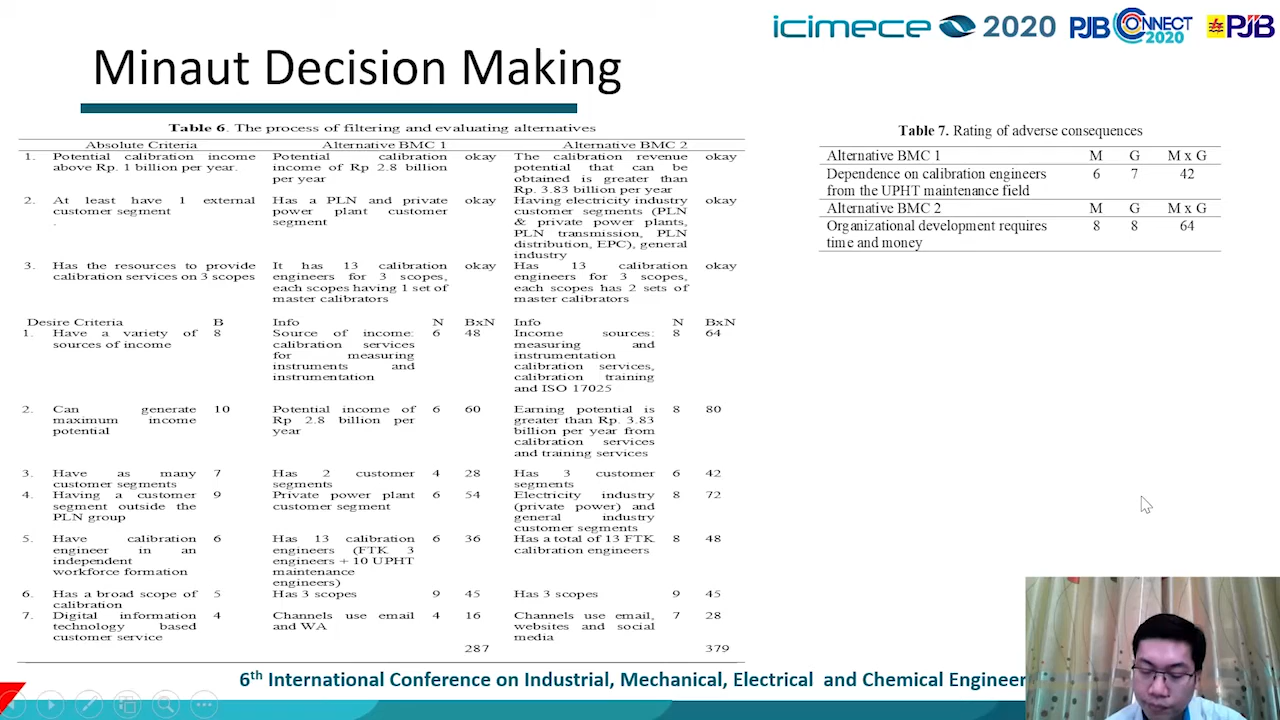 icimece 2020 PJB CONNECT 2020 PJB
Minaut Decision Making
Table 6. The process of filtering and evaluating alternatives
Absolute Criteria Alternative BMC 1 Alternative BMC 2
1. Potential calibration income Potential calibration okay The calibration revenue okay
above Rp. 1 billion per year. income of Rp 2.8 billion potential that can be
per year obtained is greater than
Rp. 3.83 billion per year
2. At least have 1 external Has a PLN and private okay Having electricity industry okay
customer segment power plant customer customer segments (PLN
. segment & private power plants,
PLN transmission, PLN
distribution, EPC), general
industry
3. Has the resources to provide It has 13 calibration okay Has 13 calibration okay
calibration services on 3 scopes engineers for 3 scopes, engineers for 3 scopes,
each scopes having 1 set of each scopes has 2 sets of
master calibrators master calibrators
Desire Criteria B Info N BxN Info N BxN
1. Have a variety of 8 Source of income: 6 48 Income sources: 8 64
sources of income calibration services measuring and
for measuring instrumentation
instruments and calibration services,
instrumentation calibration training
and ISO 17025
2. Can generate 10 Potential income of 6 60 Earning potential is 8 80
maximum income Rp 2.8 billion per greater than Rp. 3.83
potential year billion per year from
calibration services
and training services
3. Have as many 7 Has 2 customer 4 28 Has 3 customer 6 42
customer segments segments segments
4. Having a customer 9 Private power plant 6 54 Electricity industry 8 72
segment outside the customer segment (private power) and
PLN group general industry
customer segments
5. Have calibration 6 Has 13 calibration 6 36 Has a total of 13 FTK 8 48
engineer in an engineers (FTK 3 calibration engineers
independent engineers + 10 UPHT
workforce formation maintenance
engineers)
6. Has a broad scope of 5 Has 3 scopes 9 45 Has 3 scopes 9 45
calibration
7. Digital information 4 Channels use email 4 16 Channels use email, 7 28
technology based and WA websites and social
customer service media
287 379
Table 7. Rating of adverse consequences
Alternative BMC 1 M G M x G
Dependence on calibration engineers 6 7 42
from the UPHT maintenance field
Alternative BMC 2 M G M x G
Organizational development requires 8 8 64
time and money
6th International Conference on Industrial, Mechanical, Electrical and Chemical Engineer